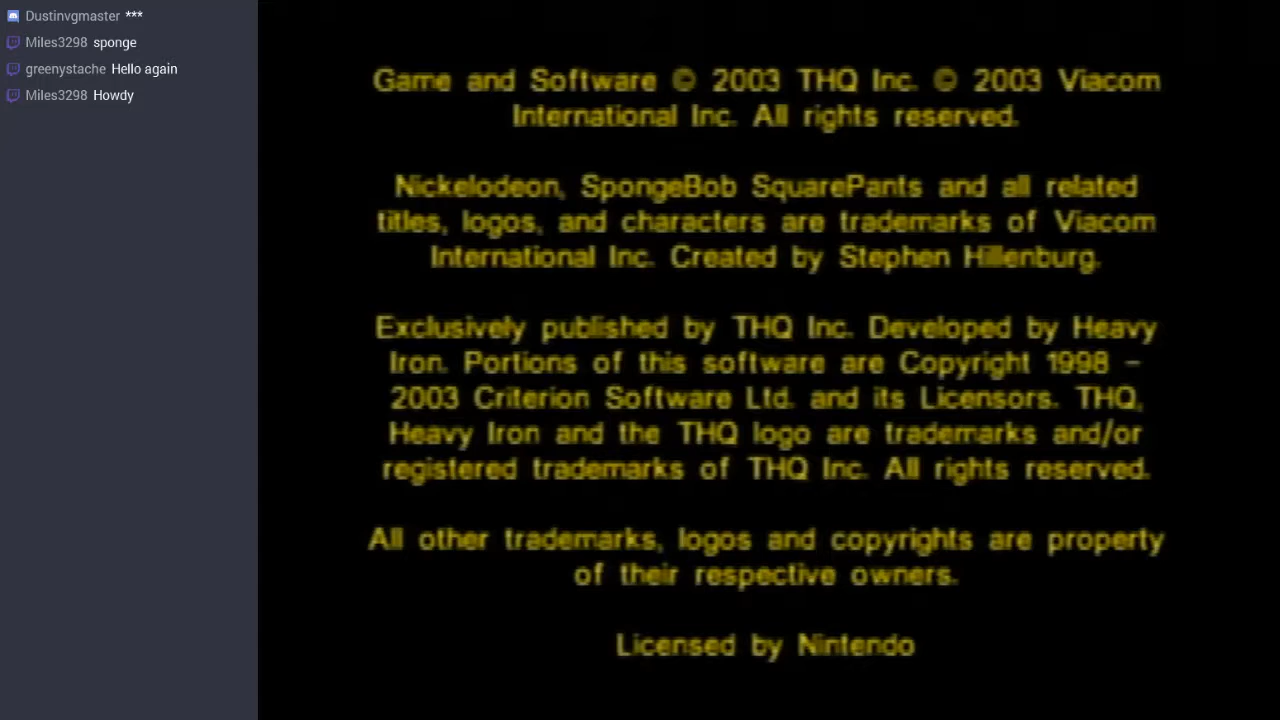 Dustinvgmaster ***
Miles3298 sponge
greenystache Hello again
Miles3298 Howdy
Game and Software © 2003 THQ Inc. © 2003 Viacom
International Inc. All rights reserved.
Nickelodeon, SpongeBob SquarePants and all related
titles, logos, and characters are trademarks of Viacom
International Inc. Created by Stephen Hillenburg.
Exclusively published by THQ Inc. Developed by Heavy
Iron. Portions of this software are Copyright 1998 –
2003 Criterion Software Ltd. and its Licensors. THQ,
Heavy Iron and the THQ logo are trademarks and/or
registered trademarks of THQ Inc. All rights reserved.
All other trademarks, logos and copyrights are property
of their respective owners.
Licensed by Nintendo